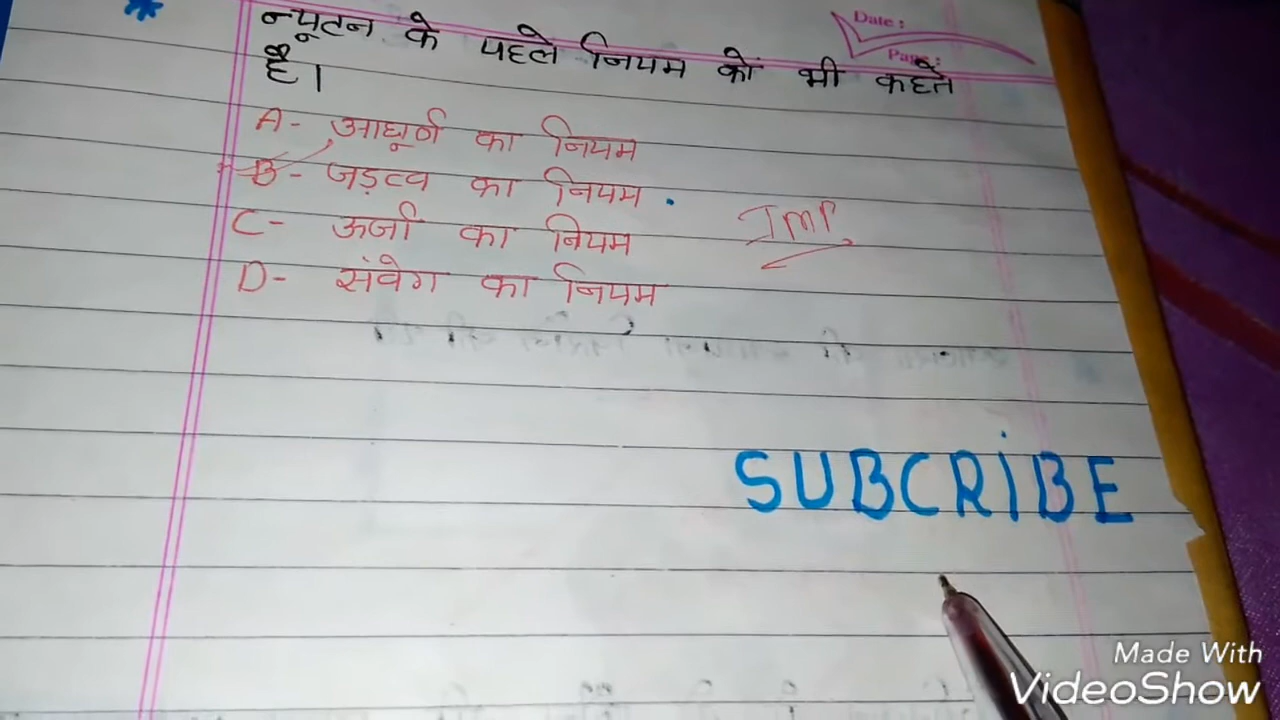 Date :
Page :
न्यूटन के पहले नियम को भी कहते
है।
A- आघूर्ण का नियम
B- जड़त्व का नियम .
C- ऊर्जा का नियम
D- संवेग का नियम
IMP
SUBCRIBE
Made With
VideoShow